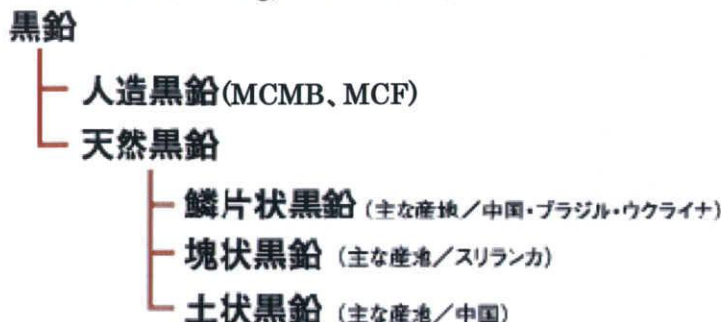 黒鉛
人造黒鉛(MCMB、MCF)
天然黒鉛
鱗片状黒鉛 (主な産地／中国・ブラジル・ウクライナ)
塊状黒鉛 (主な産地／スリランカ)
土状黒鉛 (主な産地／中国)